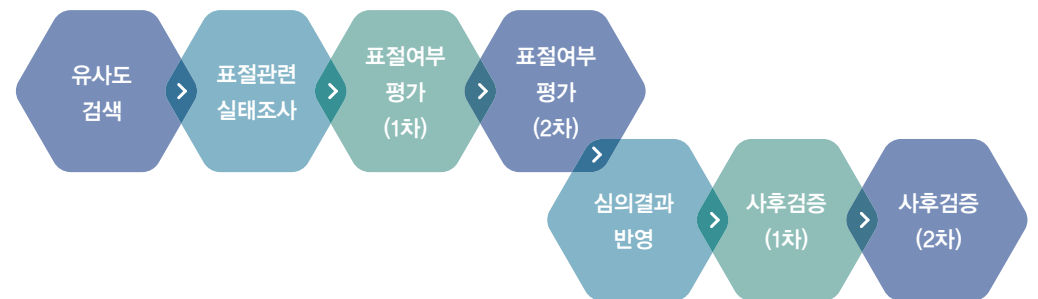 유사도
검색
표절관련
실태조사
표절여부
평가
(1차)
표절여부
평가
(2차)
심의결과
반영
사후검증
(1차)
사후검증
(2차)